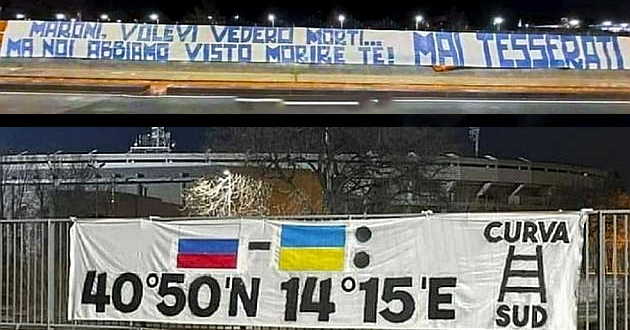 MARONI, VOLEVI VEDERCI MORTI...
MA NOI ABBIAMO VISTO MORIRE TE! MAI TESSERATI
- :
CURVA
40°50'N 14°15'E
SUD